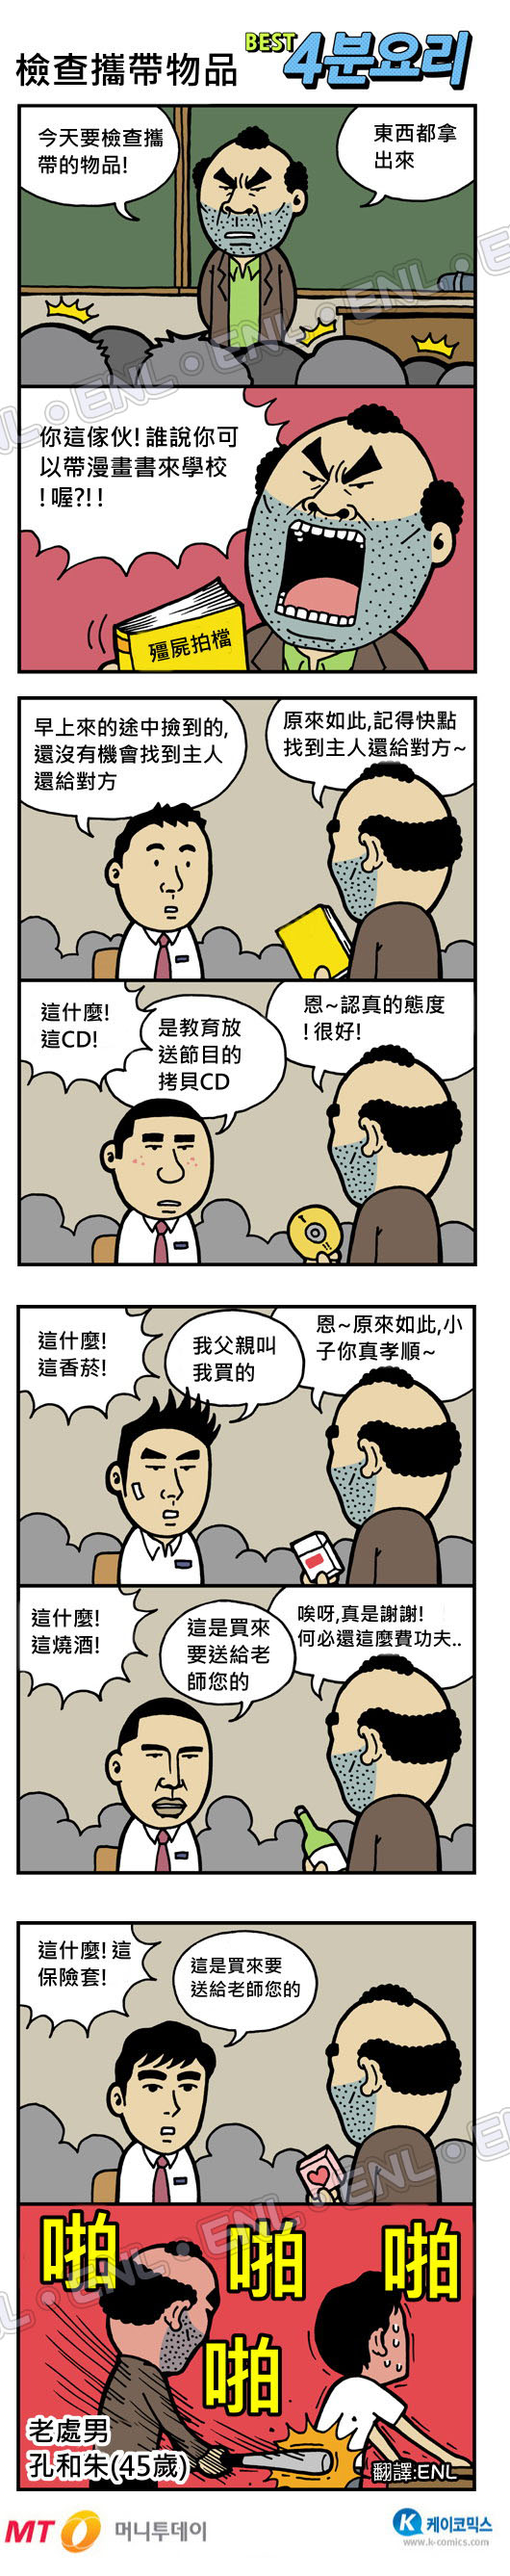 檢查攜帶物品
BEST
4분요리
今天要檢查攜
帶的物品!
東西都拿
出來
你這傢伙!誰說你可
以帶漫畫書來學校
!喔?!!
殭屍拍檔
早上來的途中撿到的,
還沒有機會找到主人
還給對方
原來如此,記得快點
找到主人還給對方~
這什麼!
這CD!
是教育放
送節目的
拷貝CD
恩~認真的態度
!很好!
這什麼!
這香菸!
我父親叫
我買的
恩~原來如此,小
子你真孝順~
這什麼!
這燒酒!
這是買來
要送給老
師您的
唉呀,真是謝謝!
何必還這麼費功夫..
這什麼!這
保險套!
這是買來要
送給老師您的
啪
啪
啪
啪
老處男
孔和朱(45歲)
翻譯:ENL
MT 머니투데이
K 케이코믹스
www.k-comics.com
ENL
ENL
ENL
ENL
ENL
ENL
ENL